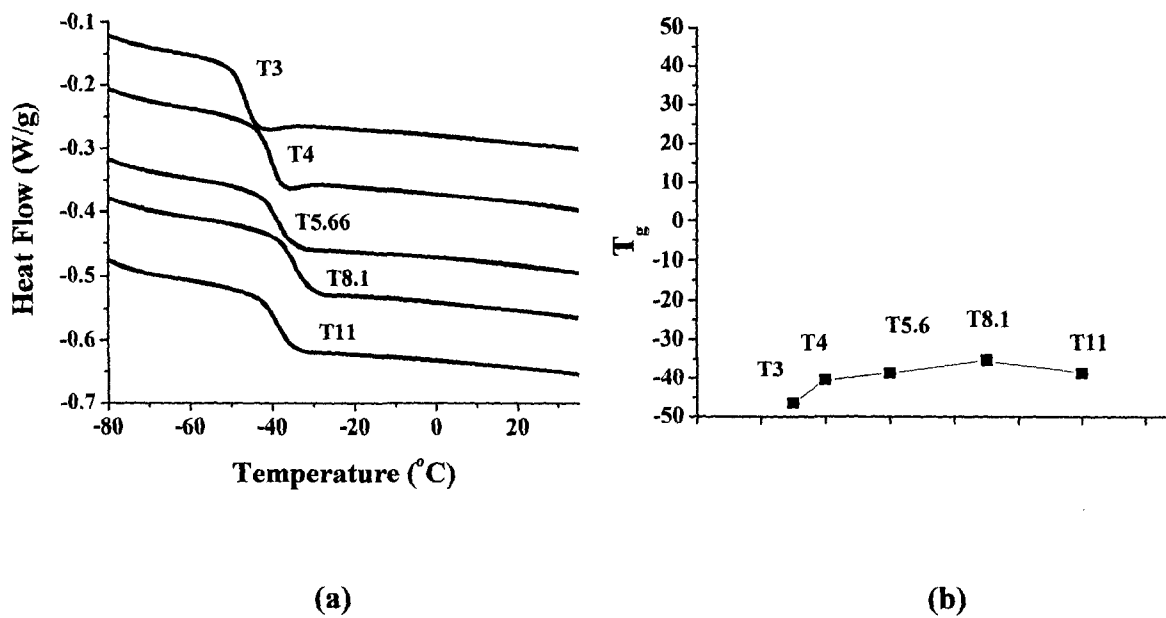 -0.1
-0.2
-0.3
-0.4
-0.5
-0.6
-0.7
Heat Flow (W/g)
T3
T4
T5.66
T8.1
T11
-80 -60 -40 -20 0 20
Temperature (°C)
(a)
50
40
30
20
10
0
-10
-20
-30
-40
-50
Tg
T3
T4
T5.6
T8.1
T11
(b)